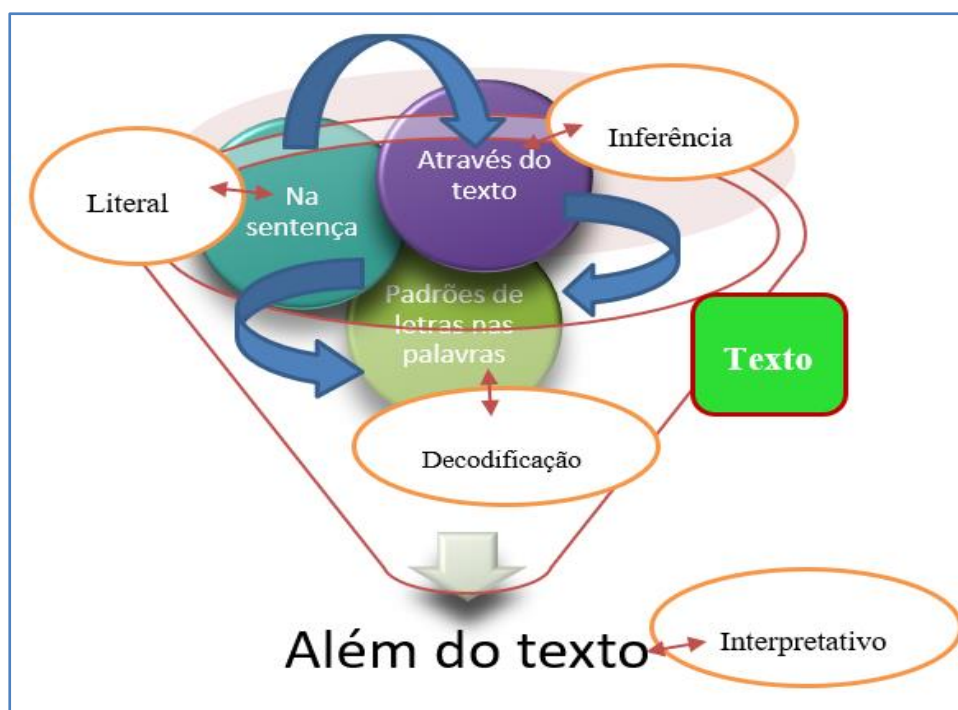 Inferência
Através do
texto
Literal
Na
sentença
Padrões de
letras nas
palavras
Texto
Decodificação
Além do texto
Interpretativo